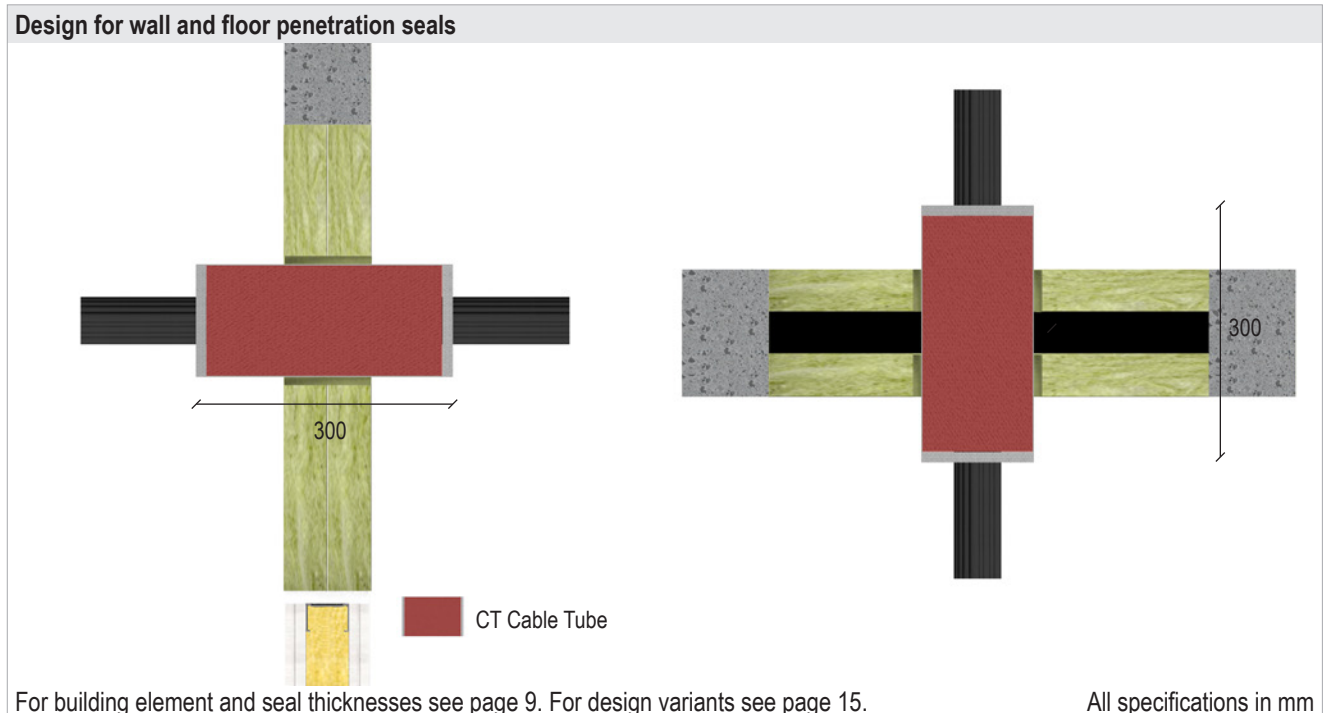 Design for wall and floor penetration seals
300
300
CT Cable Tube
For building element and seal thicknesses see page 9. For design variants see page 15.
All specifications in mm